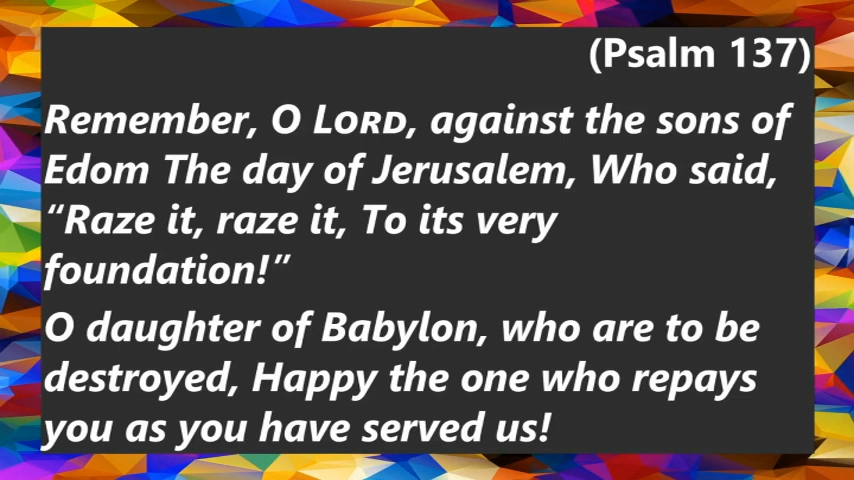 (Psalm 137)
Remember, O LORD, against the sons of
Edom The day of Jerusalem, Who said,
“Raze it, raze it, To its very
foundation!”
O daughter of Babylon, who are to be
destroyed, Happy the one who repays
you as you have served us!